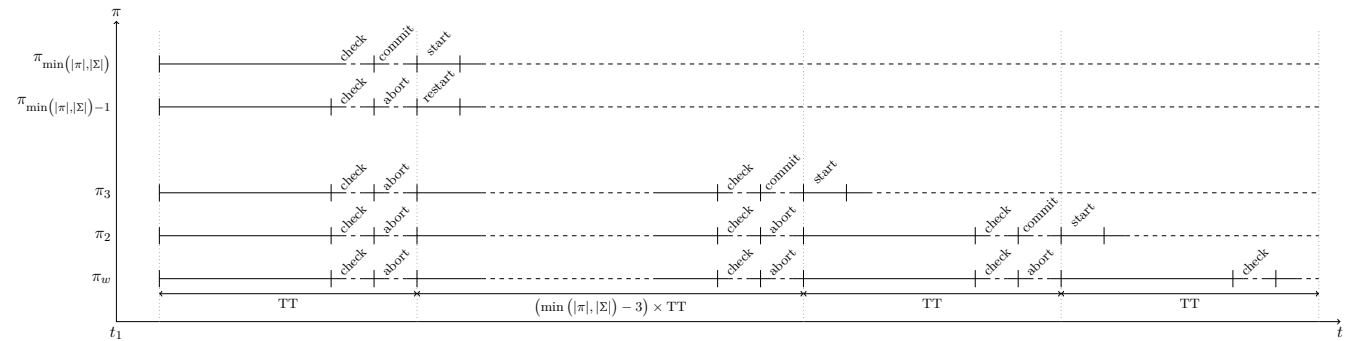 π
check commit start
π_min(|π|,|Σ|)
check abort restart
π_min(|π|,|Σ|)−1
check abort check commit start
π_3
check abort check abort check commit start
π_2
check abort check abort check abort check
π_w
TT (min(|π|,|Σ|) − 3) × TT TT TT
t_1 t